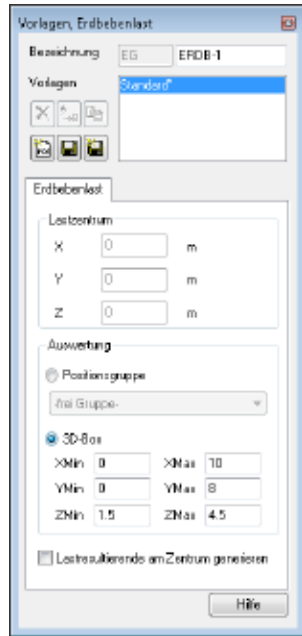 Vorlagen, Erdbebenlast
Bezeichnung EG ERDB-1
Vorlagen Standard*
Erdbebenlast
Lastzentrum
X 0 m
Y 0 m
Z 0 m
Auswertung
Positionsgruppe
-frei Gruppe-
3D-Box
XMin 0 XMax 10
YMin 0 YMax 8
ZMin 1.5 ZMax 4.5
Lastresultierende am Zentrum generieren
Hilfe